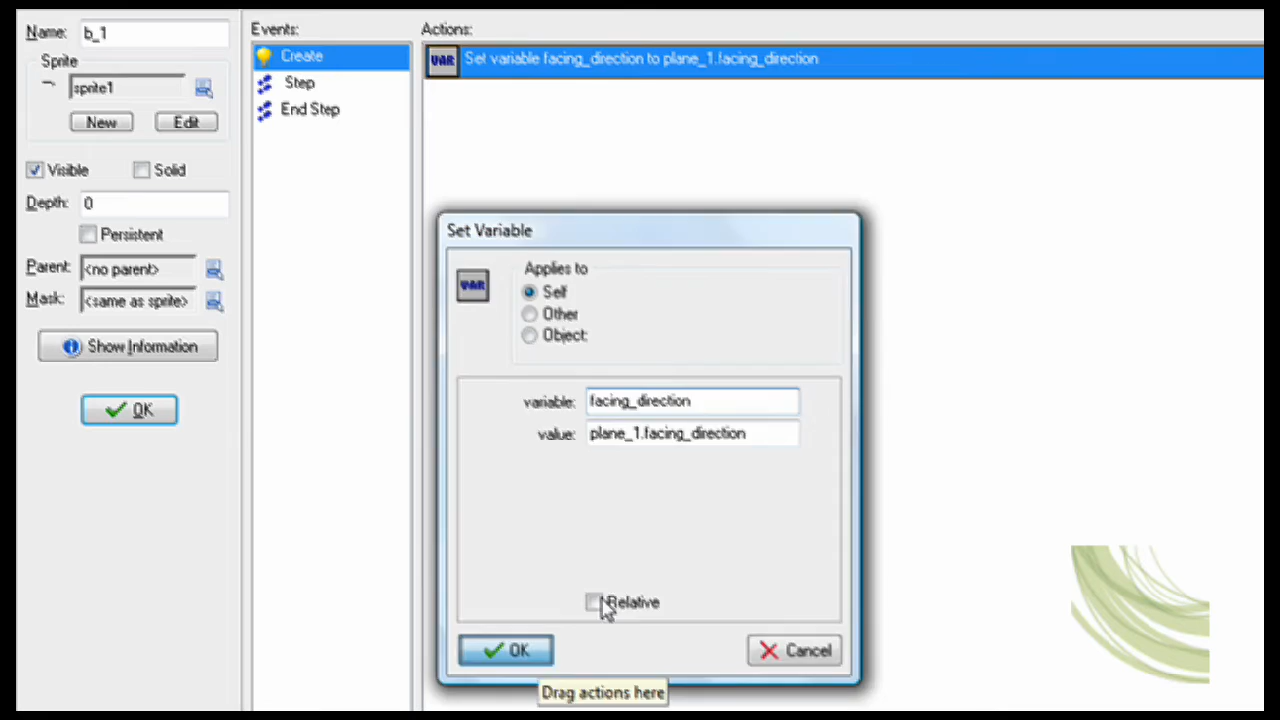 Name: b_1
Sprite
sprite1
New Edit
Visible Solid
Depth: 0
Persistent
Parent: <no parent>
Mask: <same as sprite>
Show Information
OK
Events:
Create
Step
End Step
Actions:
VAR Set variable facing_direction to plane_1.facing_direction
Set Variable
VAR
Applies to
Self
Other
Object:
variable: facing_direction
value: plane_1.facing_direction
Relative
OK Cancel
Drag actions here